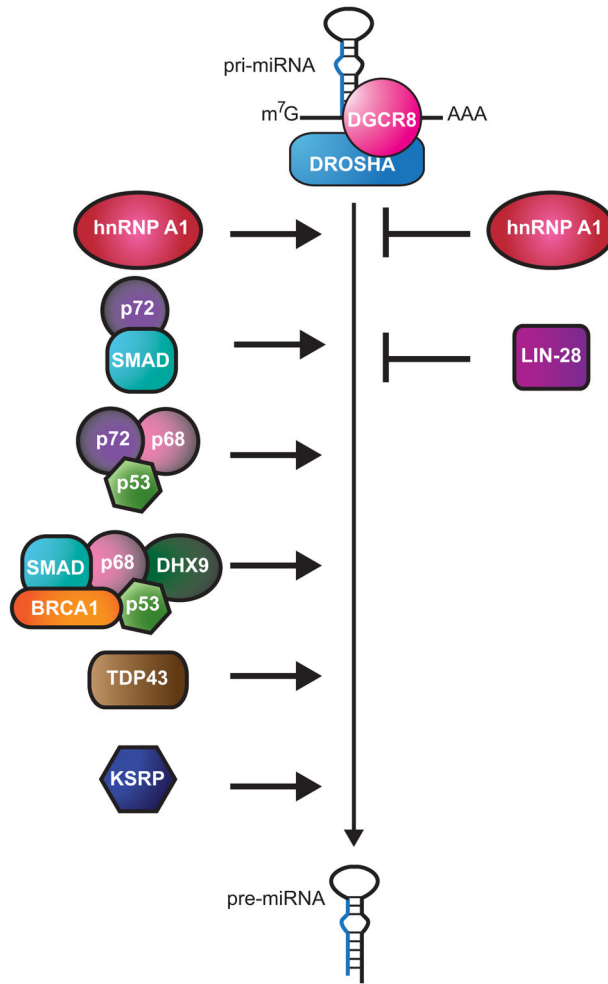 pri-miRNA
m⁷G
DGCR8
AAA
DROSHA
hnRNP A1
hnRNP A1
p72
SMAD
LIN-28
p72
p68
p53
SMAD
p68
DHX9
BRCA1
p53
TDP43
KSRP
pre-miRNA